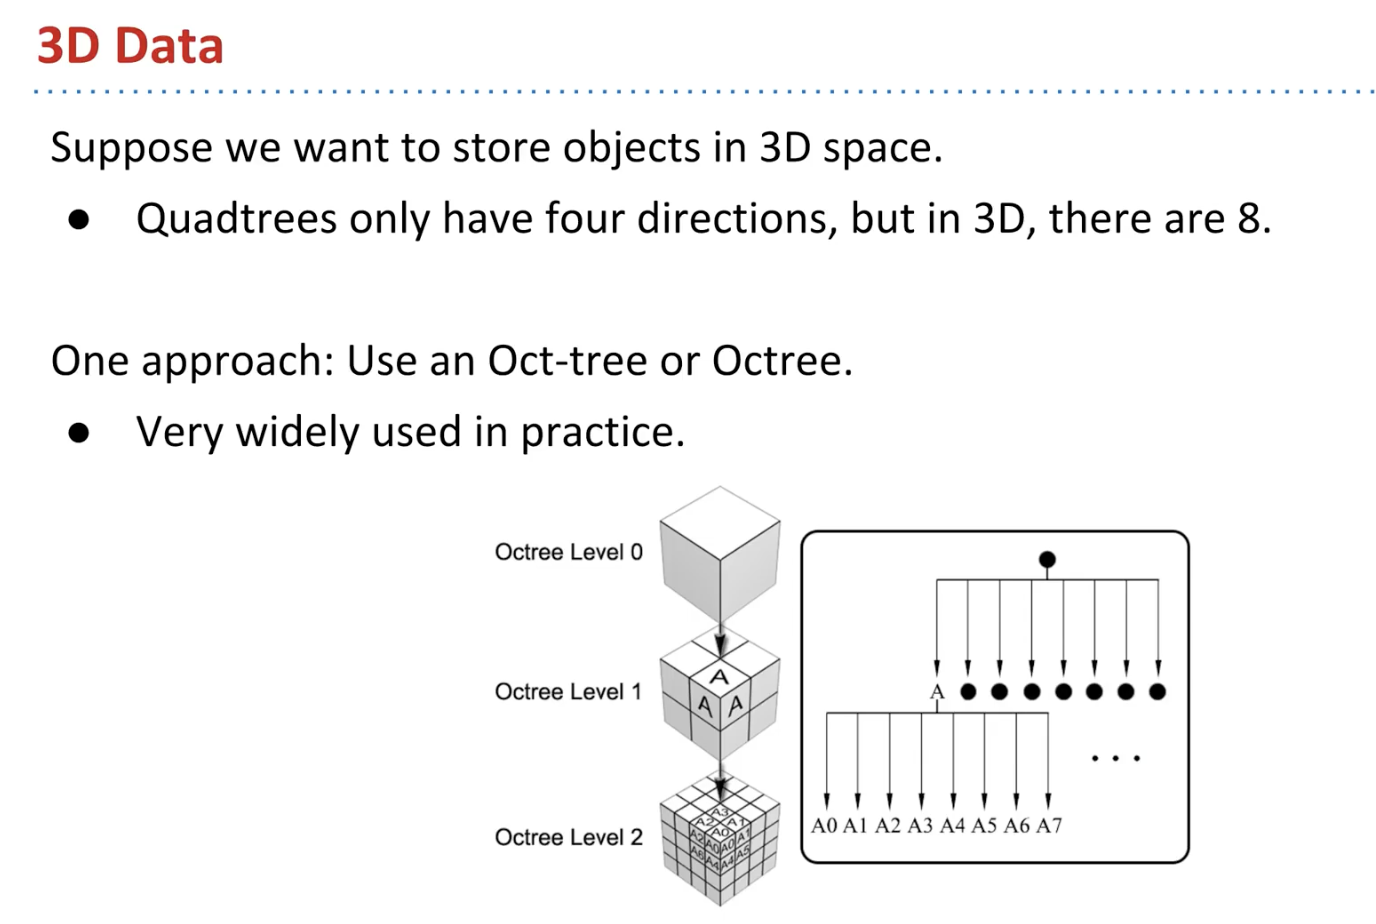 3D Data
Suppose we want to store objects in 3D space.
● Quadtrees only have four directions, but in 3D, there are 8.
One approach: Use an Oct-tree or Octree.
● Very widely used in practice.
Octree Level 0
Octree Level 1
A
A A
Octree Level 2
A3
A2 A1
A0
A2 A0 A0 A1
A6 A4 A4 A5
A
. . .
A0 A1 A2 A3 A4 A5 A6 A7